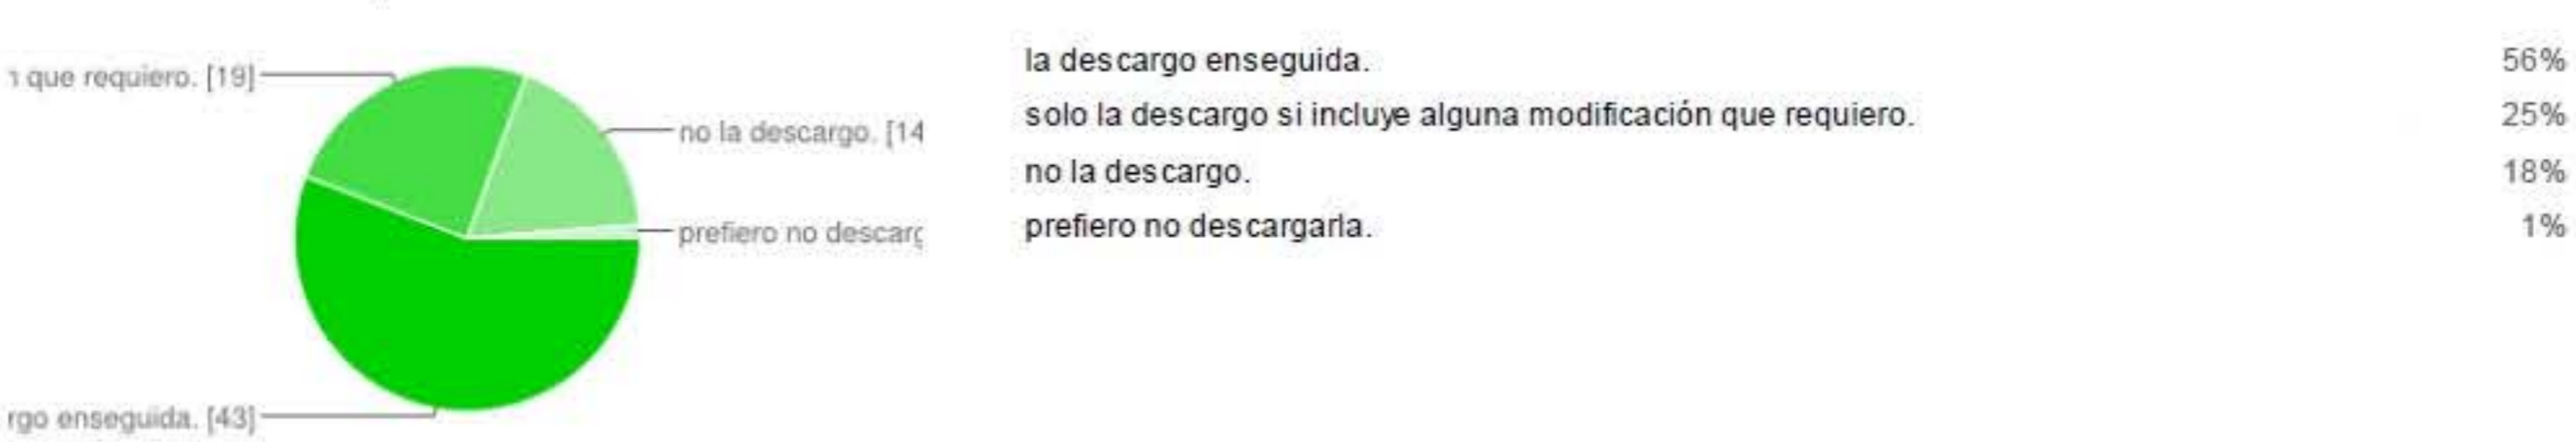 que requiero. [19]
no la descargo. [14
prefiero no descarg
rgo enseguida. [43]
la descargo enseguida. 56%
solo la descargo si incluye alguna modificación que requiero. 25%
no la descargo. 18%
prefiero no descargarla. 1%